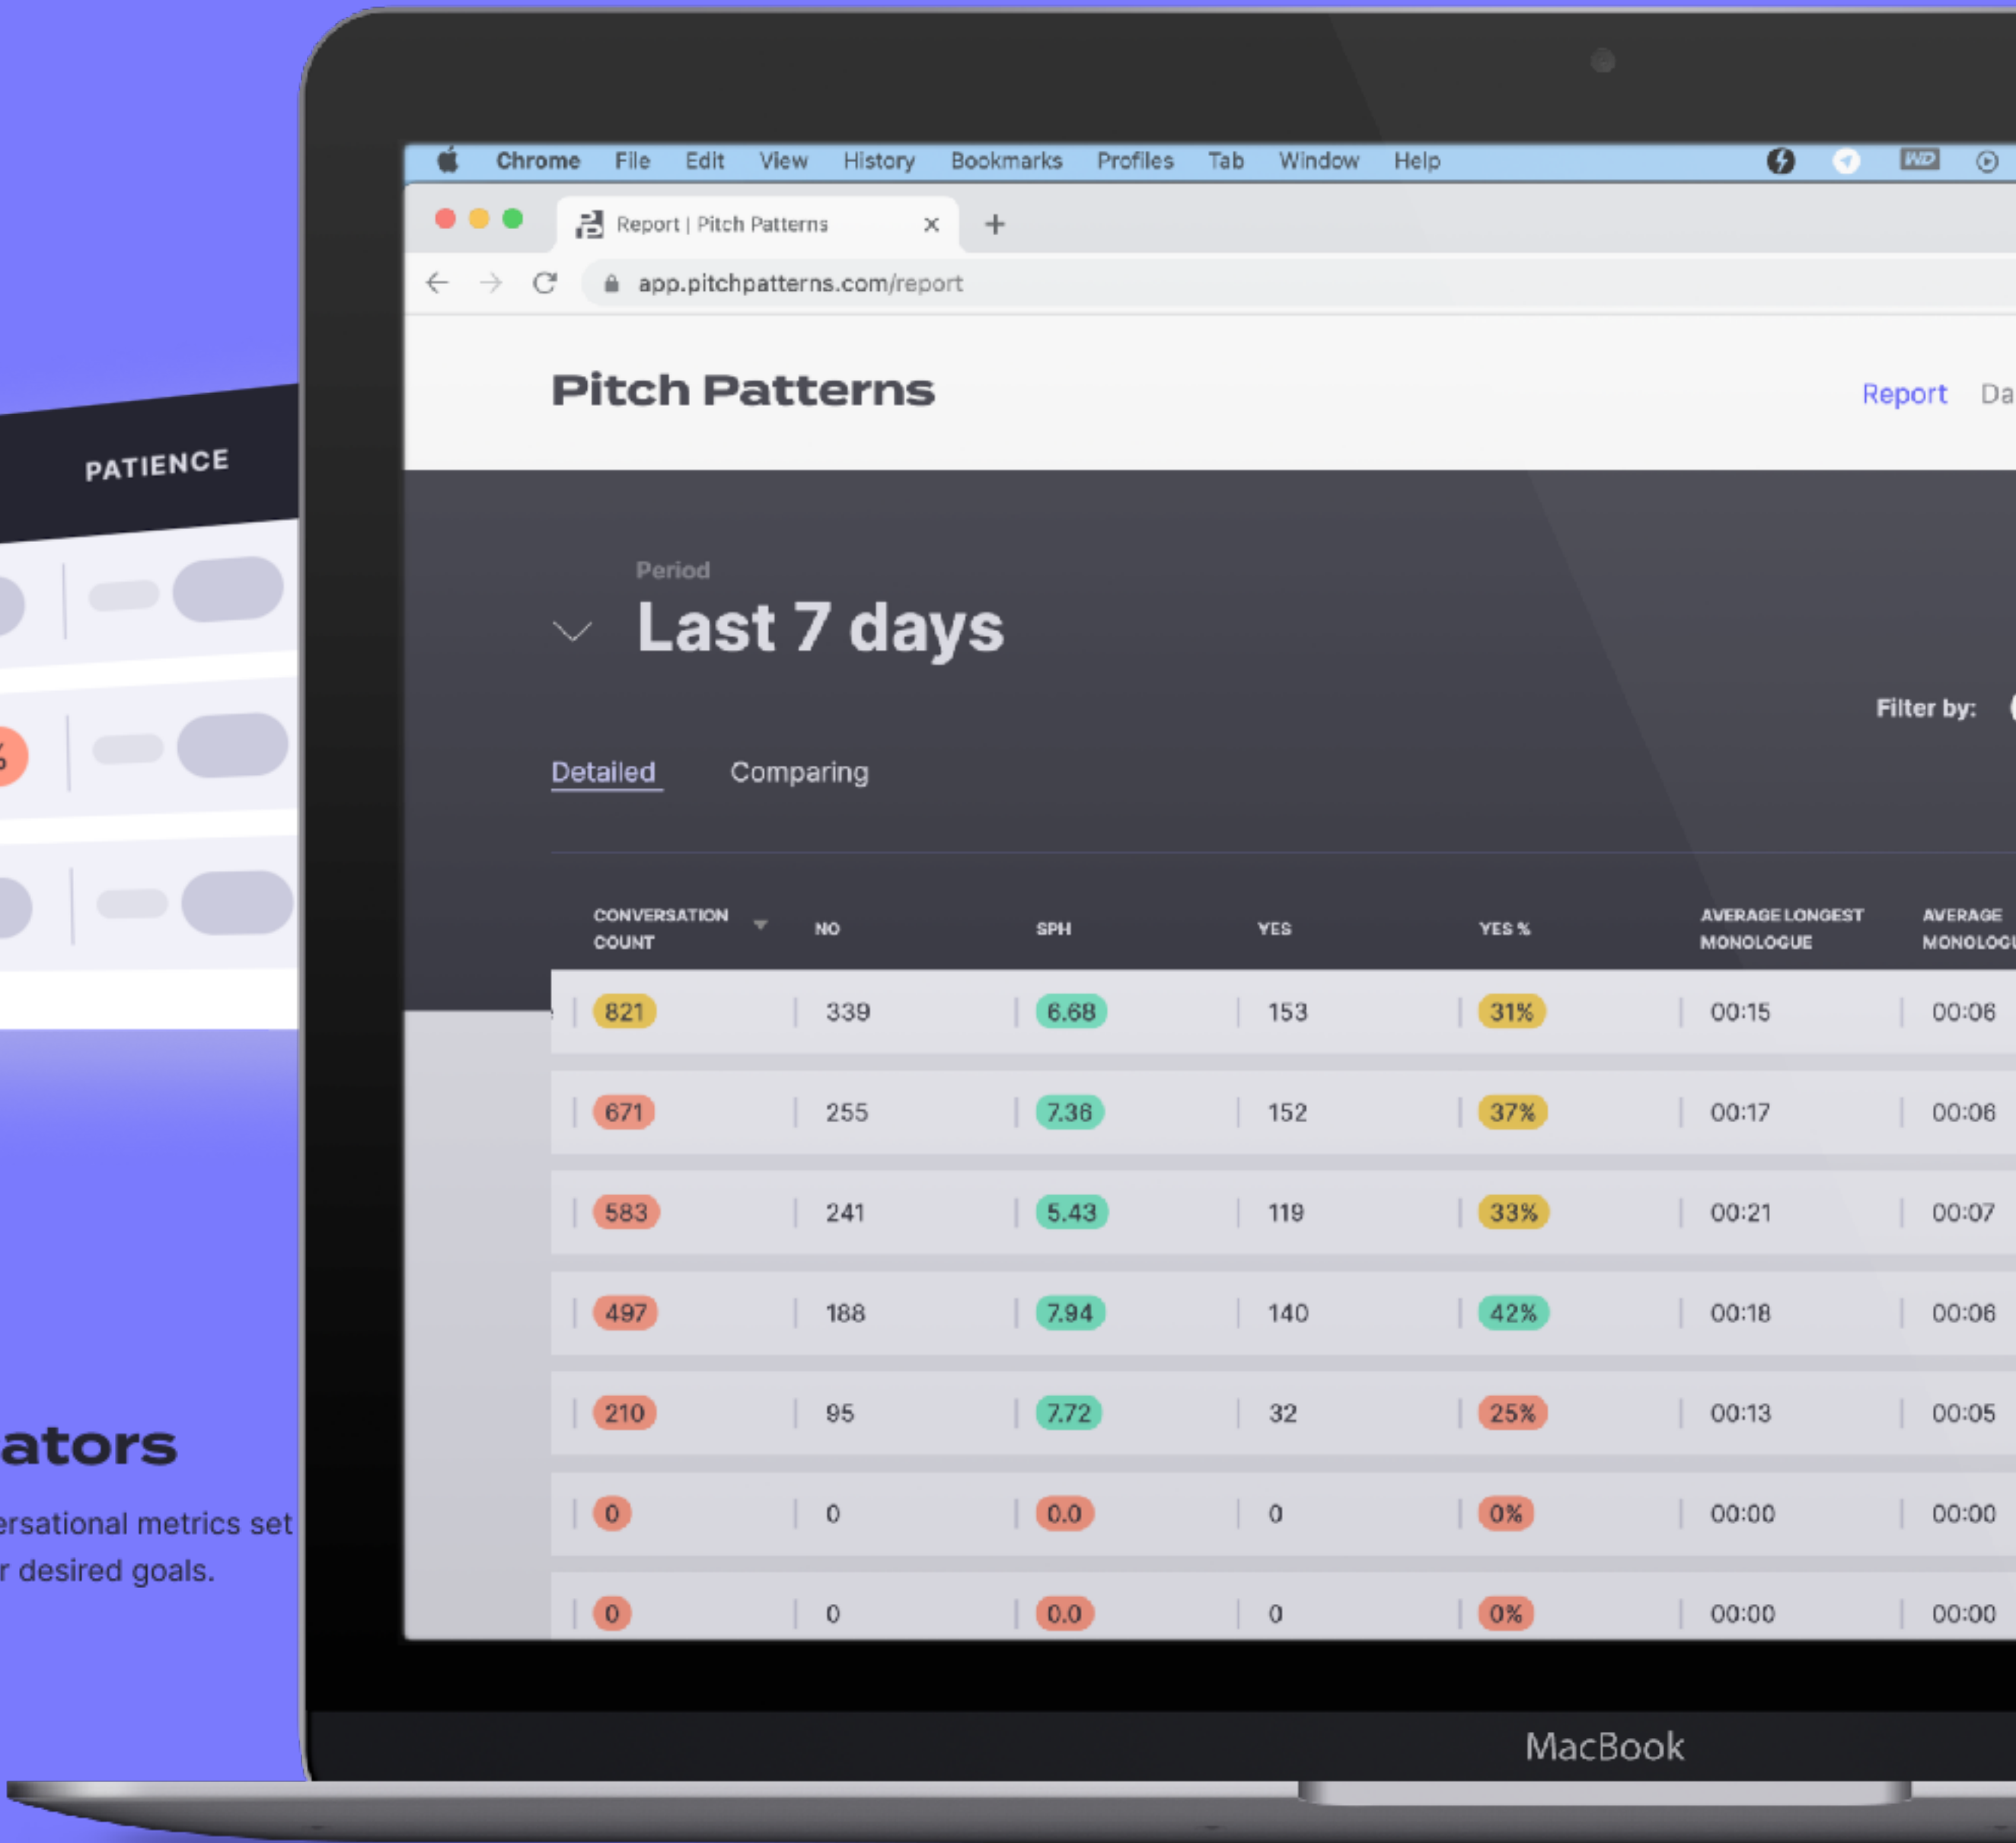 PATIENCE
%
ators
ersational metrics set
r desired goals.
Chrome File Edit View History Bookmarks Profiles Tab Window Help WD
Report | Pitch Patterns
app.pitchpatterns.com/report
Pitch Patterns
Report Da
Period
Last 7 days
Filter by:
Detailed Comparing
CONVERSATION COUNT NO SPH YES YES % AVERAGE LONGEST MONOLOGUE AVERAGE MONOLOGU
821 339 6.68 153 31% 00:15 00:06
671 255 7.36 152 37% 00:17 00:06
583 241 5.43 119 33% 00:21 00:07
497 188 7.94 140 42% 00:18 00:06
210 95 7.72 32 25% 00:13 00:05
0 0 0.0 0 0% 00:00 00:00
0 0 0.0 0 0% 00:00 00:00
MacBook